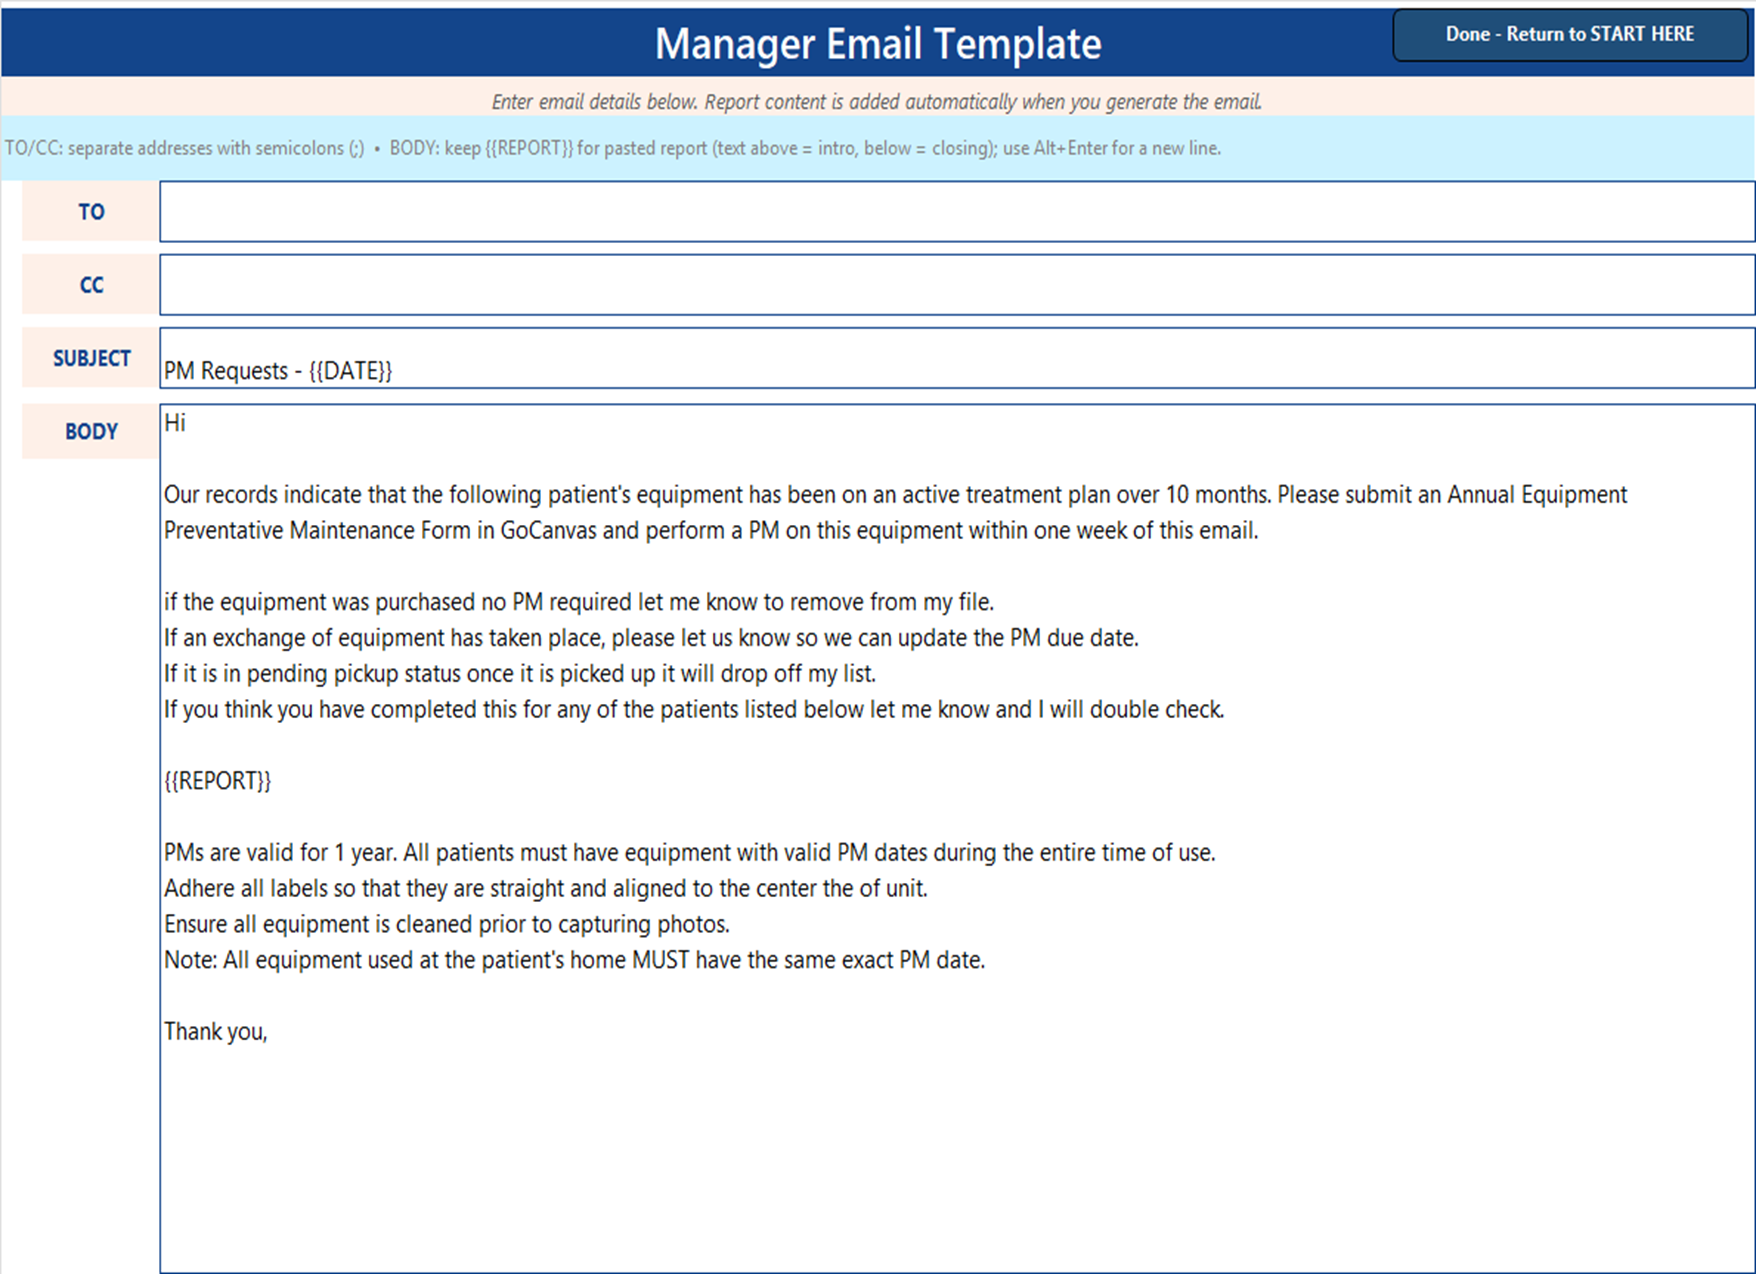 Manager Email Template
Done - Return to START HERE
Enter email details below. Report content is added automatically when you generate the email.
TO/CC: separate addresses with semicolons (;)  •  BODY: keep {{REPORT}} for pasted report (text above = intro, below = closing); use Alt+Enter for a new line.
TO
CC
SUBJECT
PM Requests - {{DATE}}
BODY
Hi
Our records indicate that the following patient's equipment has been on an active treatment plan over 10 months. Please submit an Annual Equipment
Preventative Maintenance Form in GoCanvas and perform a PM on this equipment within one week of this email.
if the equipment was purchased no PM required let me know to remove from my file.
If an exchange of equipment has taken place, please let us know so we can update the PM due date.
If it is in pending pickup status once it is picked up it will drop off my list.
If you think you have completed this for any of the patients listed below let me know and I will double check.
{{REPORT}}
PMs are valid for 1 year. All patients must have equipment with valid PM dates during the entire time of use.
Adhere all labels so that they are straight and aligned to the center the of unit.
Ensure all equipment is cleaned prior to capturing photos.
Note: All equipment used at the patient's home MUST have the same exact PM date.
Thank you,